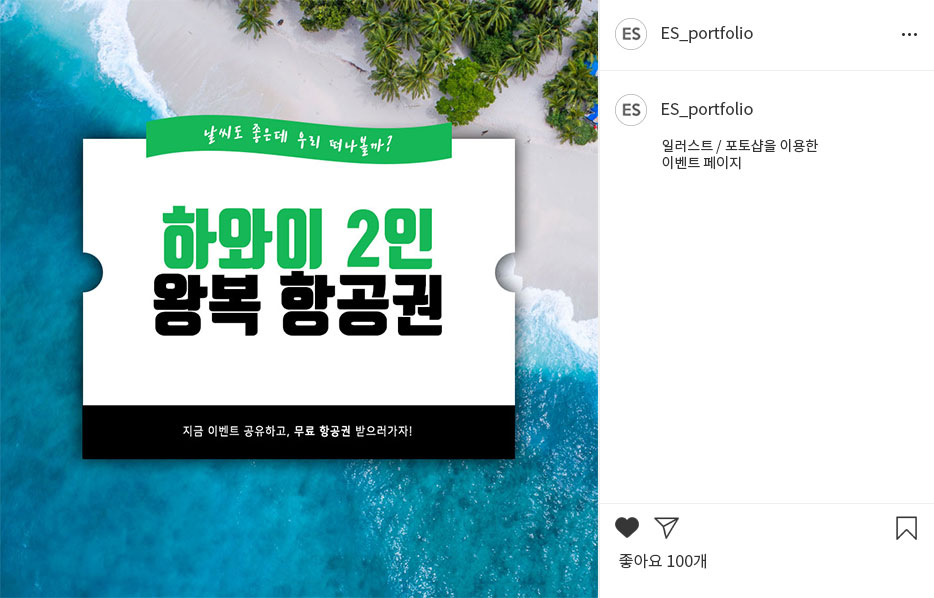 날씨도 좋은데 우리 떠나볼까?
하와이 2인
왕복 항공권
지금 이벤트 공유하고, 무료 항공권 받으러가자!
ES ES_portfolio
ES ES_portfolio
일러스트 / 포토샵을 이용한
이벤트 페이지
좋아요 100개